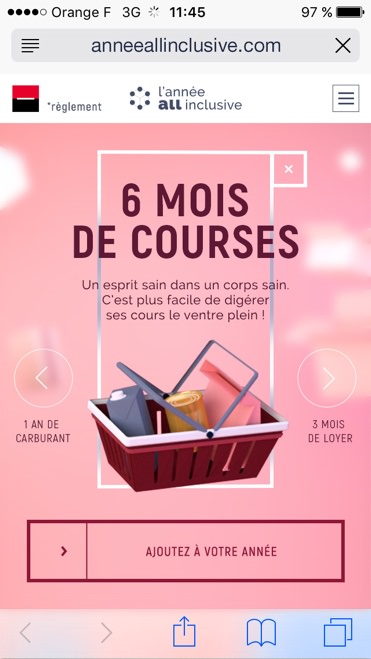 Orange F 3G 11:45 97 %
anneeallinclusive.com
*règlement
l'année
all inclusive
6 MOIS
DE COURSES
Un esprit sain dans un corps sain.
C'est plus facile de digérer
ses cours le ventre plein !
1 AN DE
CARBURANT
3 MOIS
DE LOYER
AJOUTEZ À VOTRE ANNÉE